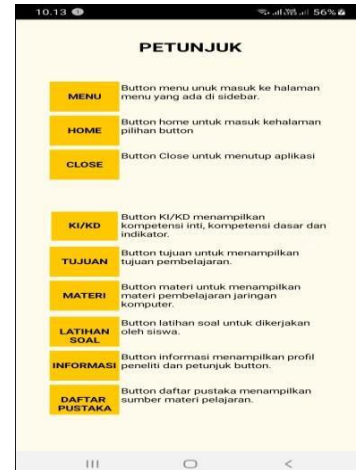 10.13
56%
PETUNJUK
MENU
Button menu unuk masuk ke halaman
menu yang ada di sidebar.
HOME
Button home untuk masuk kehalaman
pilihan button
CLOSE
Button Close untuk menutup aplikasi
KI/KD
Button KI/KD menampilkan
kompetensi inti, kompetensi dasar dan
indikator.
TUJUAN
Button tujuan untuk menampilkan
tujuan pembelajaran.
MATERI
Button materi untuk menampilkan
materi pembelajaran jaringan
komputer.
LATIHAN
SOAL
Button latihan soal untuk dikerjakan
oleh siswa.
INFORMASI
Button informasi menampilkan profil
peneliti dan petunjuk button.
DAFTAR
PUSTAKA
Button daftar pustaka menampilkan
sumber materi pelajaran.